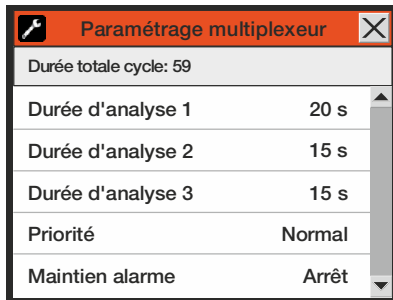 Paramétrage multiplexeur
Durée totale cycle: 59
Durée d'analyse 1 20 s
Durée d'analyse 2 15 s
Durée d'analyse 3 15 s
Priorité Normal
Maintien alarme Arrêt